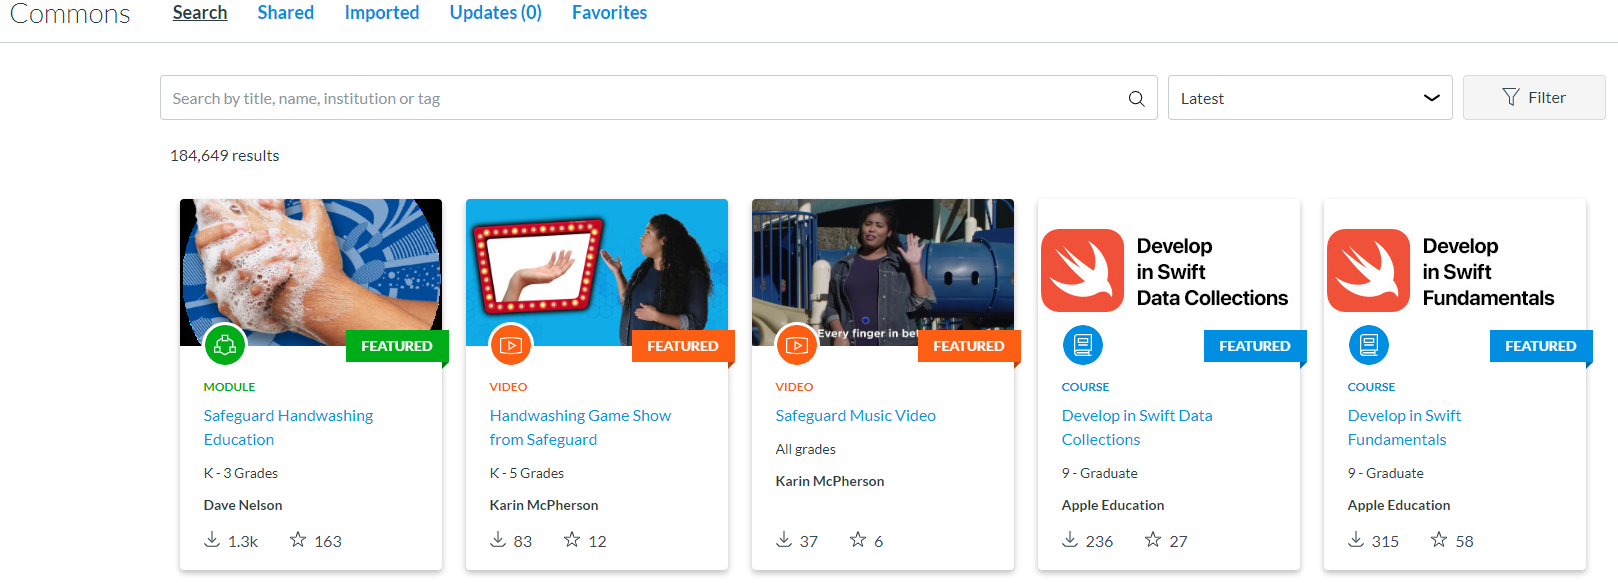 Commons
Search
Shared
Imported
Updates (0)
Favorites
Search by title, name, institution or tag
Latest
Filter
184,649 results
FEATURED
MODULE
Safeguard Handwashing
Education
K - 3 Grades
Dave Nelson
1.3k
163
FEATURED
VIDEO
Handwashing Game Show
from Safeguard
K - 5 Grades
Karin McPherson
83
12
Every finger in bet
FEATURED
VIDEO
Safeguard Music Video
All grades
Karin McPherson
37
6
Develop
in Swift
Data Collections
FEATURED
COURSE
Develop in Swift Data
Collections
9 - Graduate
Apple Education
236
27
Develop
in Swift
Fundamentals
FEATURED
COURSE
Develop in Swift
Fundamentals
9 - Graduate
Apple Education
315
58